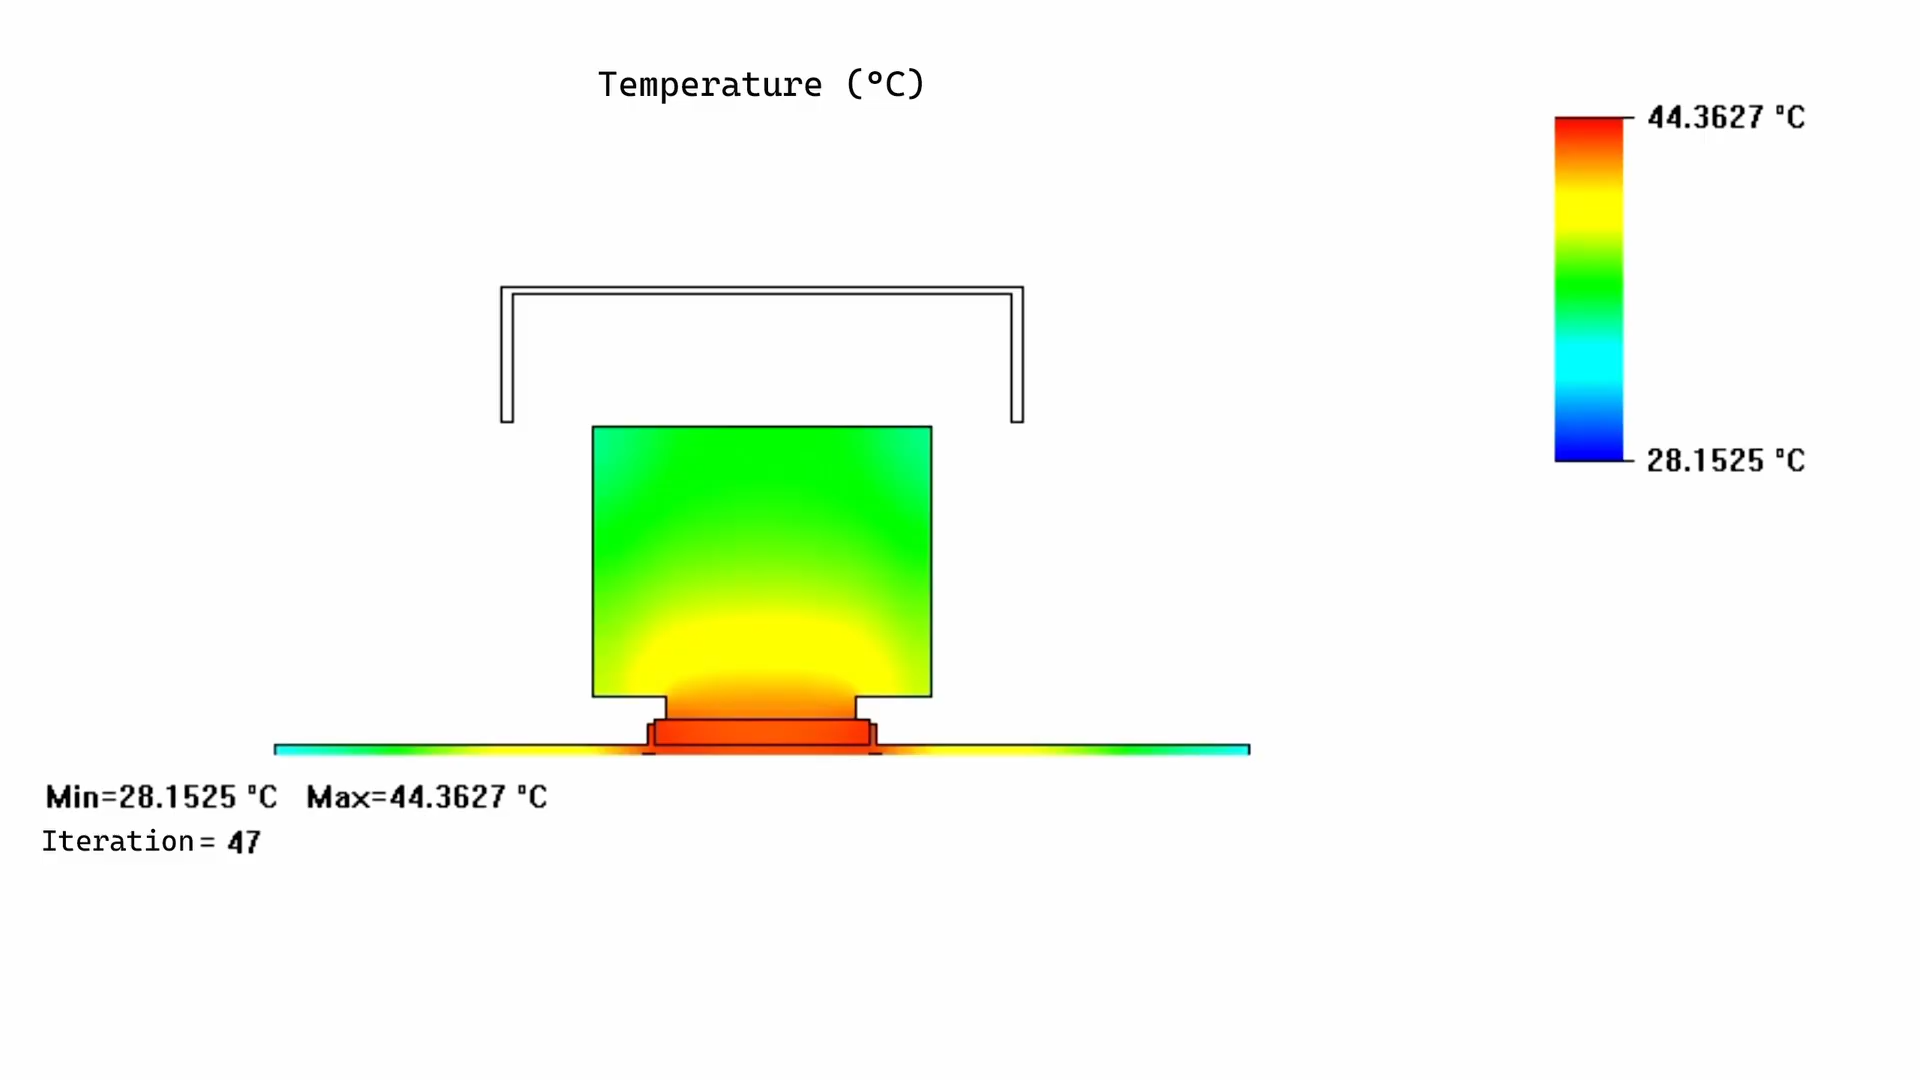 Temperature (°C)
44.3627 °C
28.1525 °C
Min=28.1525 °C Max=44.3627 °C
Iteration= 47